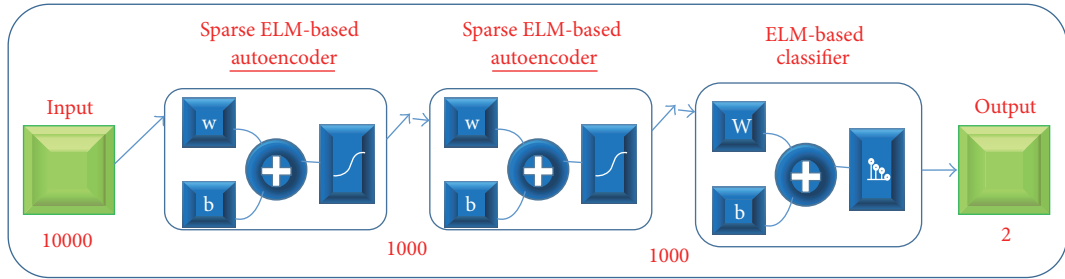 Sparse ELM-based
autoencoder
Sparse ELM-based
autoencoder
ELM-based
classifier
Input
w
b
w
b
W
b
Output
10000
1000
1000
2